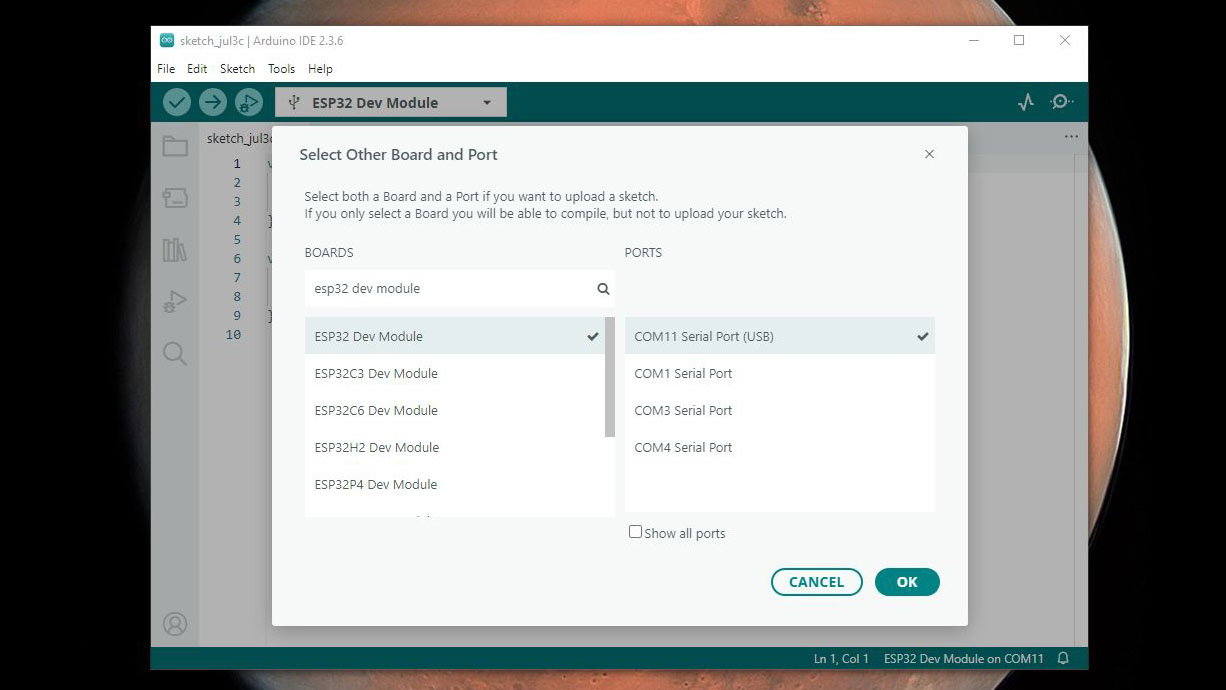 sketch_jul3c | Arduino IDE 2.3.6
File Edit Sketch Tools Help
ESP32 Dev Module
sketch_jul3c
Select Other Board and Port
Select both a Board and a Port if you want to upload a sketch.
If you only select a Board you will be able to compile, but not to upload your sketch.
BOARDS PORTS
esp32 dev module
ESP32 Dev Module COM11 Serial Port (USB)
ESP32C3 Dev Module COM1 Serial Port
ESP32C6 Dev Module COM3 Serial Port
ESP32H2 Dev Module COM4 Serial Port
ESP32P4 Dev Module
Show all ports
CANCEL OK
1
2
3
4 }
5
6
7
8
9 }
10
Ln 1, Col 1 ESP32 Dev Module on COM11